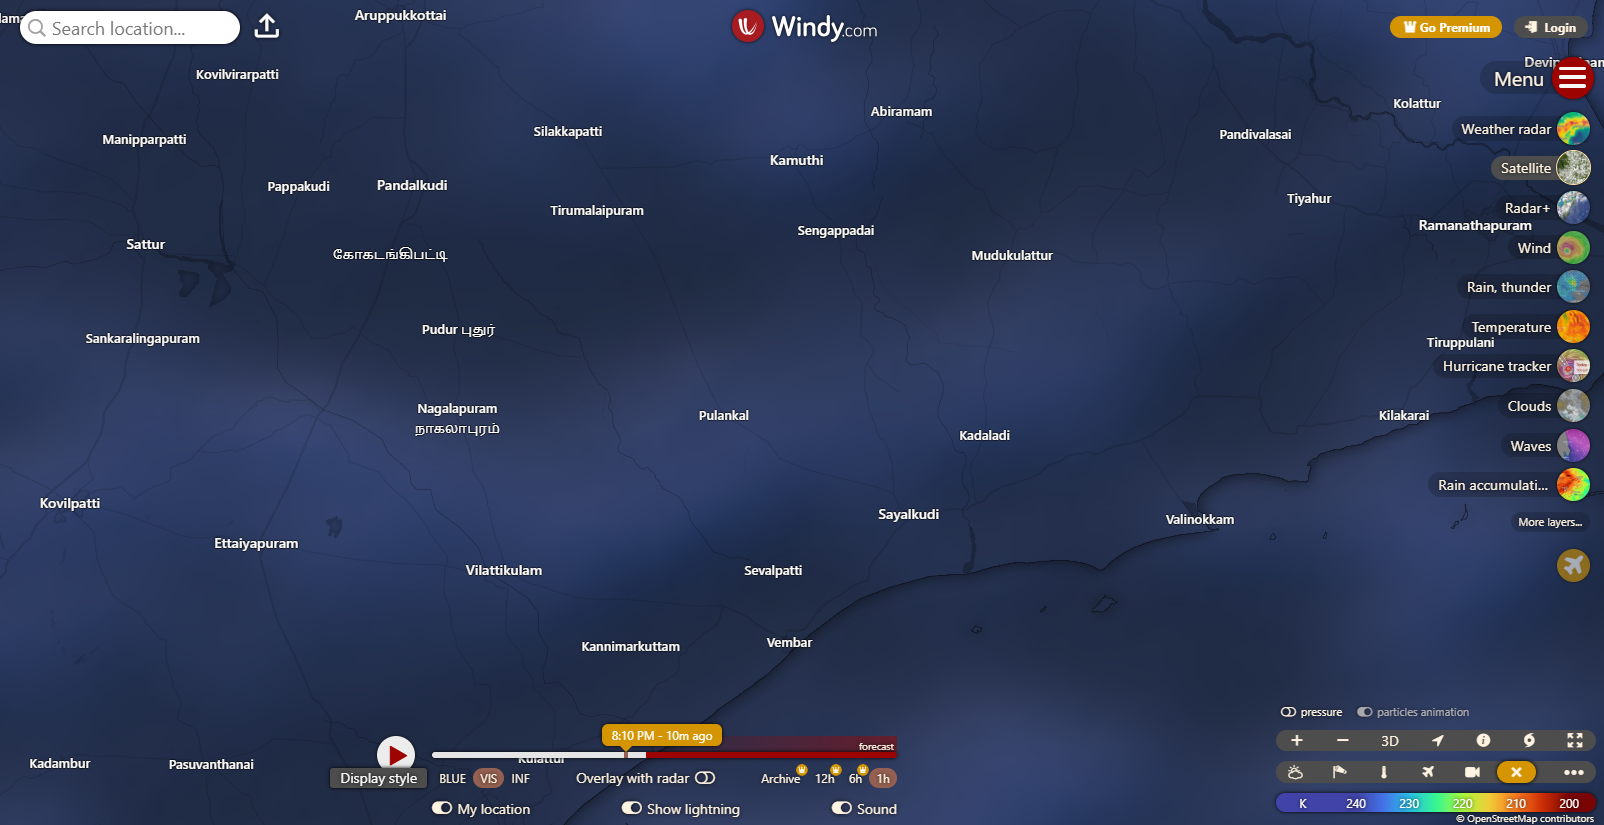 Aruppukkottai
Search location...
Windy.com
Go Premium
Login
Menu
Kovilvirarpatti
Kolattur
Abiramam
Weather radar
Silakkapatti
Pandivalasai
Manipparpatti
Kamuthi
Satellite
Pappakudi
Pandalkudi
Tiyahur
Radar+
Tirumalaipuram
Ramanathapuram
Sengappadai
Sattur
Wind
கோகடங்கிபட்டி
Mudukulattur
Rain, thunder
Pudur புதுர்
Temperature
Sankaralingapuram
Tiruppulani
Hurricane tracker
Nagalapuram
நாகலாபுரம்
Clouds
Pulankal
Kilakarai
Kadaladi
Waves
Rain accumulati...
Kovilpatti
Sayalkudi
Valinokkam
More layers...
Ettaiyapuram
Vilattikulam
Sevalpatti
Kannimarkuttam
Vembar
pressure
particles animation
8:10 PM - 10m ago
forecast
3D
Kulattur
Kadambur
Pasuvanthanai
Display style
BLUE VIS INF
Overlay with radar
Archive 12h 6h 1h
My location
Show lightning
Sound
K 240 230 220 210 200
© OpenStreetMap contributors